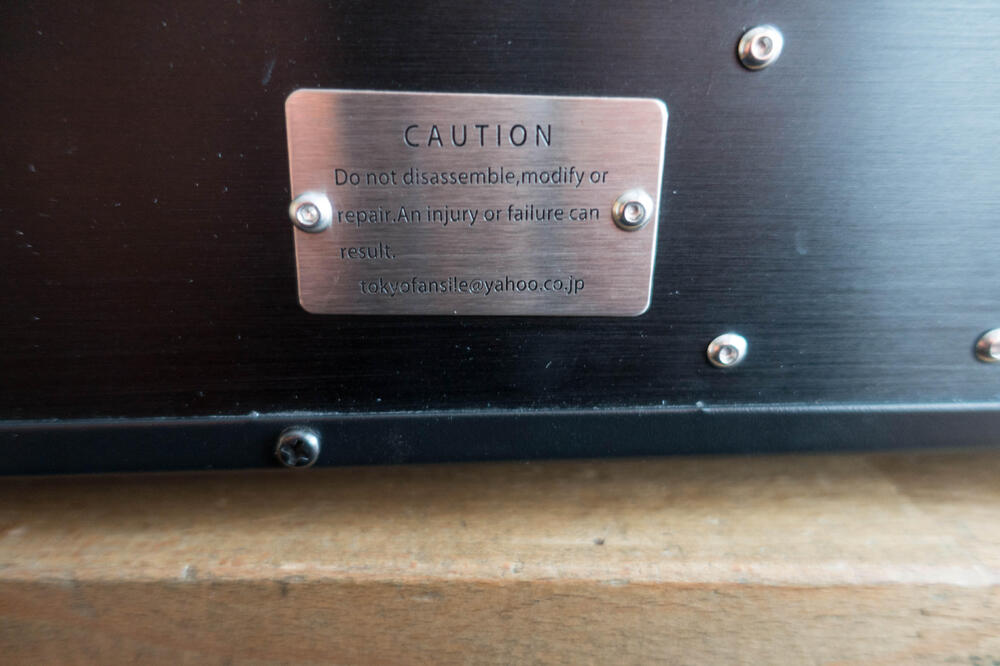 CAUTION
Do not disassemble,modify or
repair.An injury or failure can
result.
tokyofansile@yahoo.co.jp